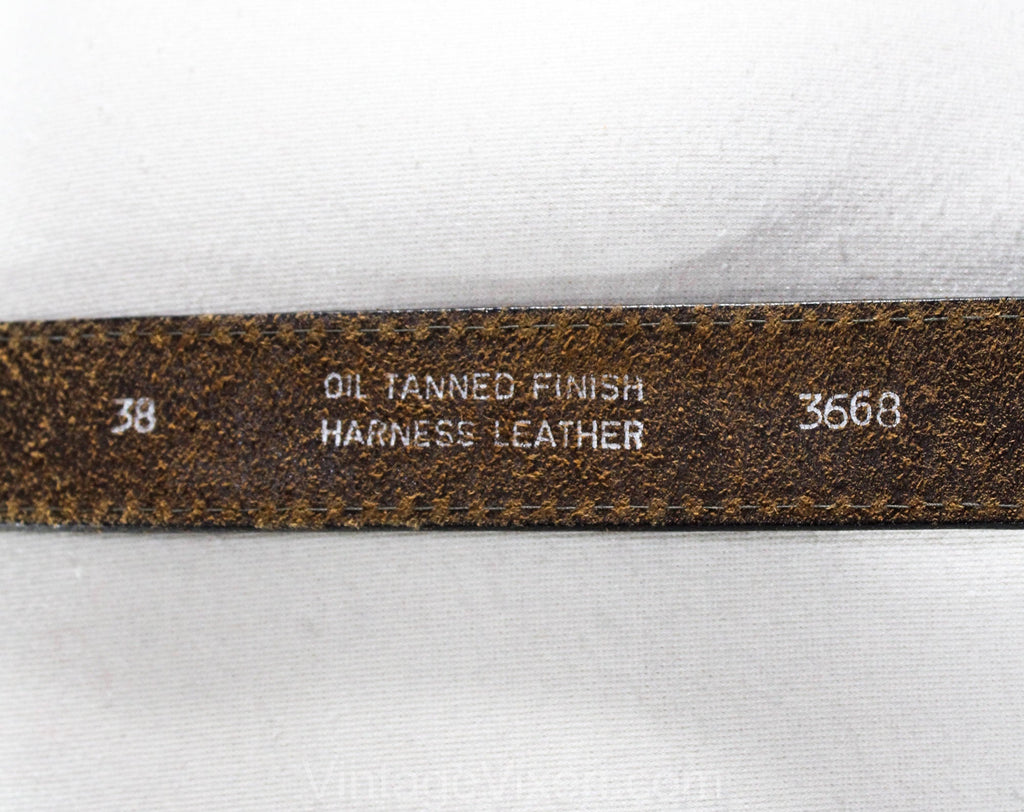 38
OIL TANNED FINISH
HARNESS LEATHER
3668
VintageVixen.com